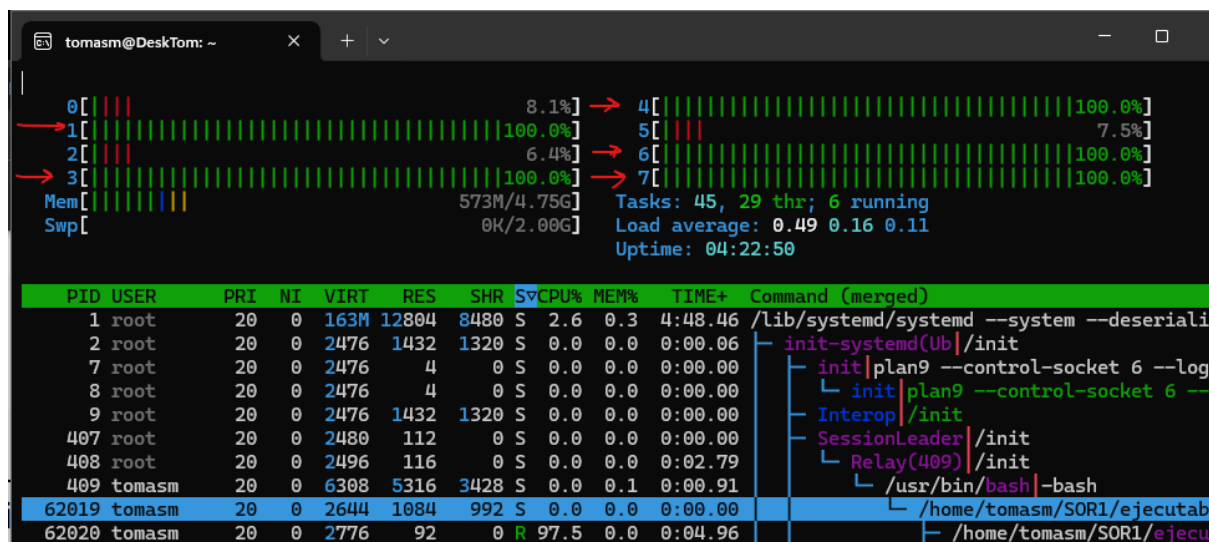 tomasm@DeskTom: ~
0[|||| 8.1%] 4[||||||||||||||||||||||||||||||||||||||100.0%]
1[||||||||||||||||||||||||||||||||||||||100.0%] 5[|||| 7.5%]
2[|||| 6.4%] 6[||||||||||||||||||||||||||||||||||||||100.0%]
3[||||||||||||||||||||||||||||||||||||||100.0%] 7[||||||||||||||||||||||||||||||||||||||100.0%]
Mem[||||||||| 573M/4.75G] Tasks: 45, 29 thr; 6 running
Swp[ 0K/2.00G] Load average: 0.49 0.16 0.11
Uptime: 04:22:50
PID USER PRI NI VIRT RES SHR S▽CPU% MEM% TIME+ Command (merged)
1 root 20 0 163M 12804 8480 S 2.6 0.3 4:48.46 /lib/systemd/systemd --system --deseriali
2 root 20 0 2476 1432 1320 S 0.0 0.0 0:00.06 ├─ init-systemd(Ub│/init
7 root 20 0 2476 4 0 S 0.0 0.0 0:00.00 │ ├─ init│plan9 --control-socket 6 --log
8 root 20 0 2476 4 0 S 0.0 0.0 0:00.00 │ │ └─ init│plan9 --control-socket 6 --
9 root 20 0 2476 1432 1320 S 0.0 0.0 0:00.00 │ ├─ Interop│/init
407 root 20 0 2480 112 0 S 0.0 0.0 0:00.00 │ ├─ SessionLeader│/init
408 root 20 0 2496 116 0 S 0.0 0.0 0:02.79 │ │ └─ Relay(409)│/init
409 tomasm 20 0 6308 5316 3428 S 0.0 0.1 0:00.91 │ │ └─ /usr/bin/bash│-bash
62019 tomasm 20 0 2644 1084 992 S 0.0 0.0 0:00.00 │ │ └─ /home/tomasm/SOR1/ejecutab
62020 tomasm 20 0 2776 92 0 R 97.5 0.0 0:04.96 │ │ ├─ /home/tomasm/SOR1/ejecu